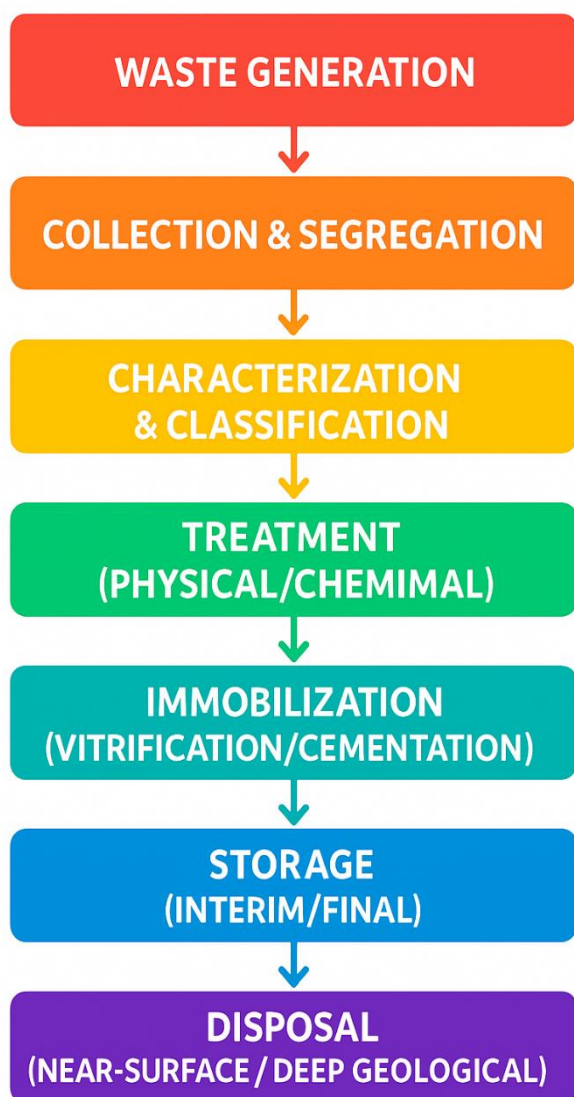 WASTE GENERATION
COLLECTION & SEGREGATION
CHARACTERIZATION
& CLASSIFICATION
TREATMENT
(PHYSICAL/CHEMIMAL)
IMMOBILIZATION
(VITRIFICATION/CEMENTATION)
STORAGE
(INTERIM/FINAL)
DISPOSAL
(NEAR-SURFACE / DEEP GEOLOGICAL)